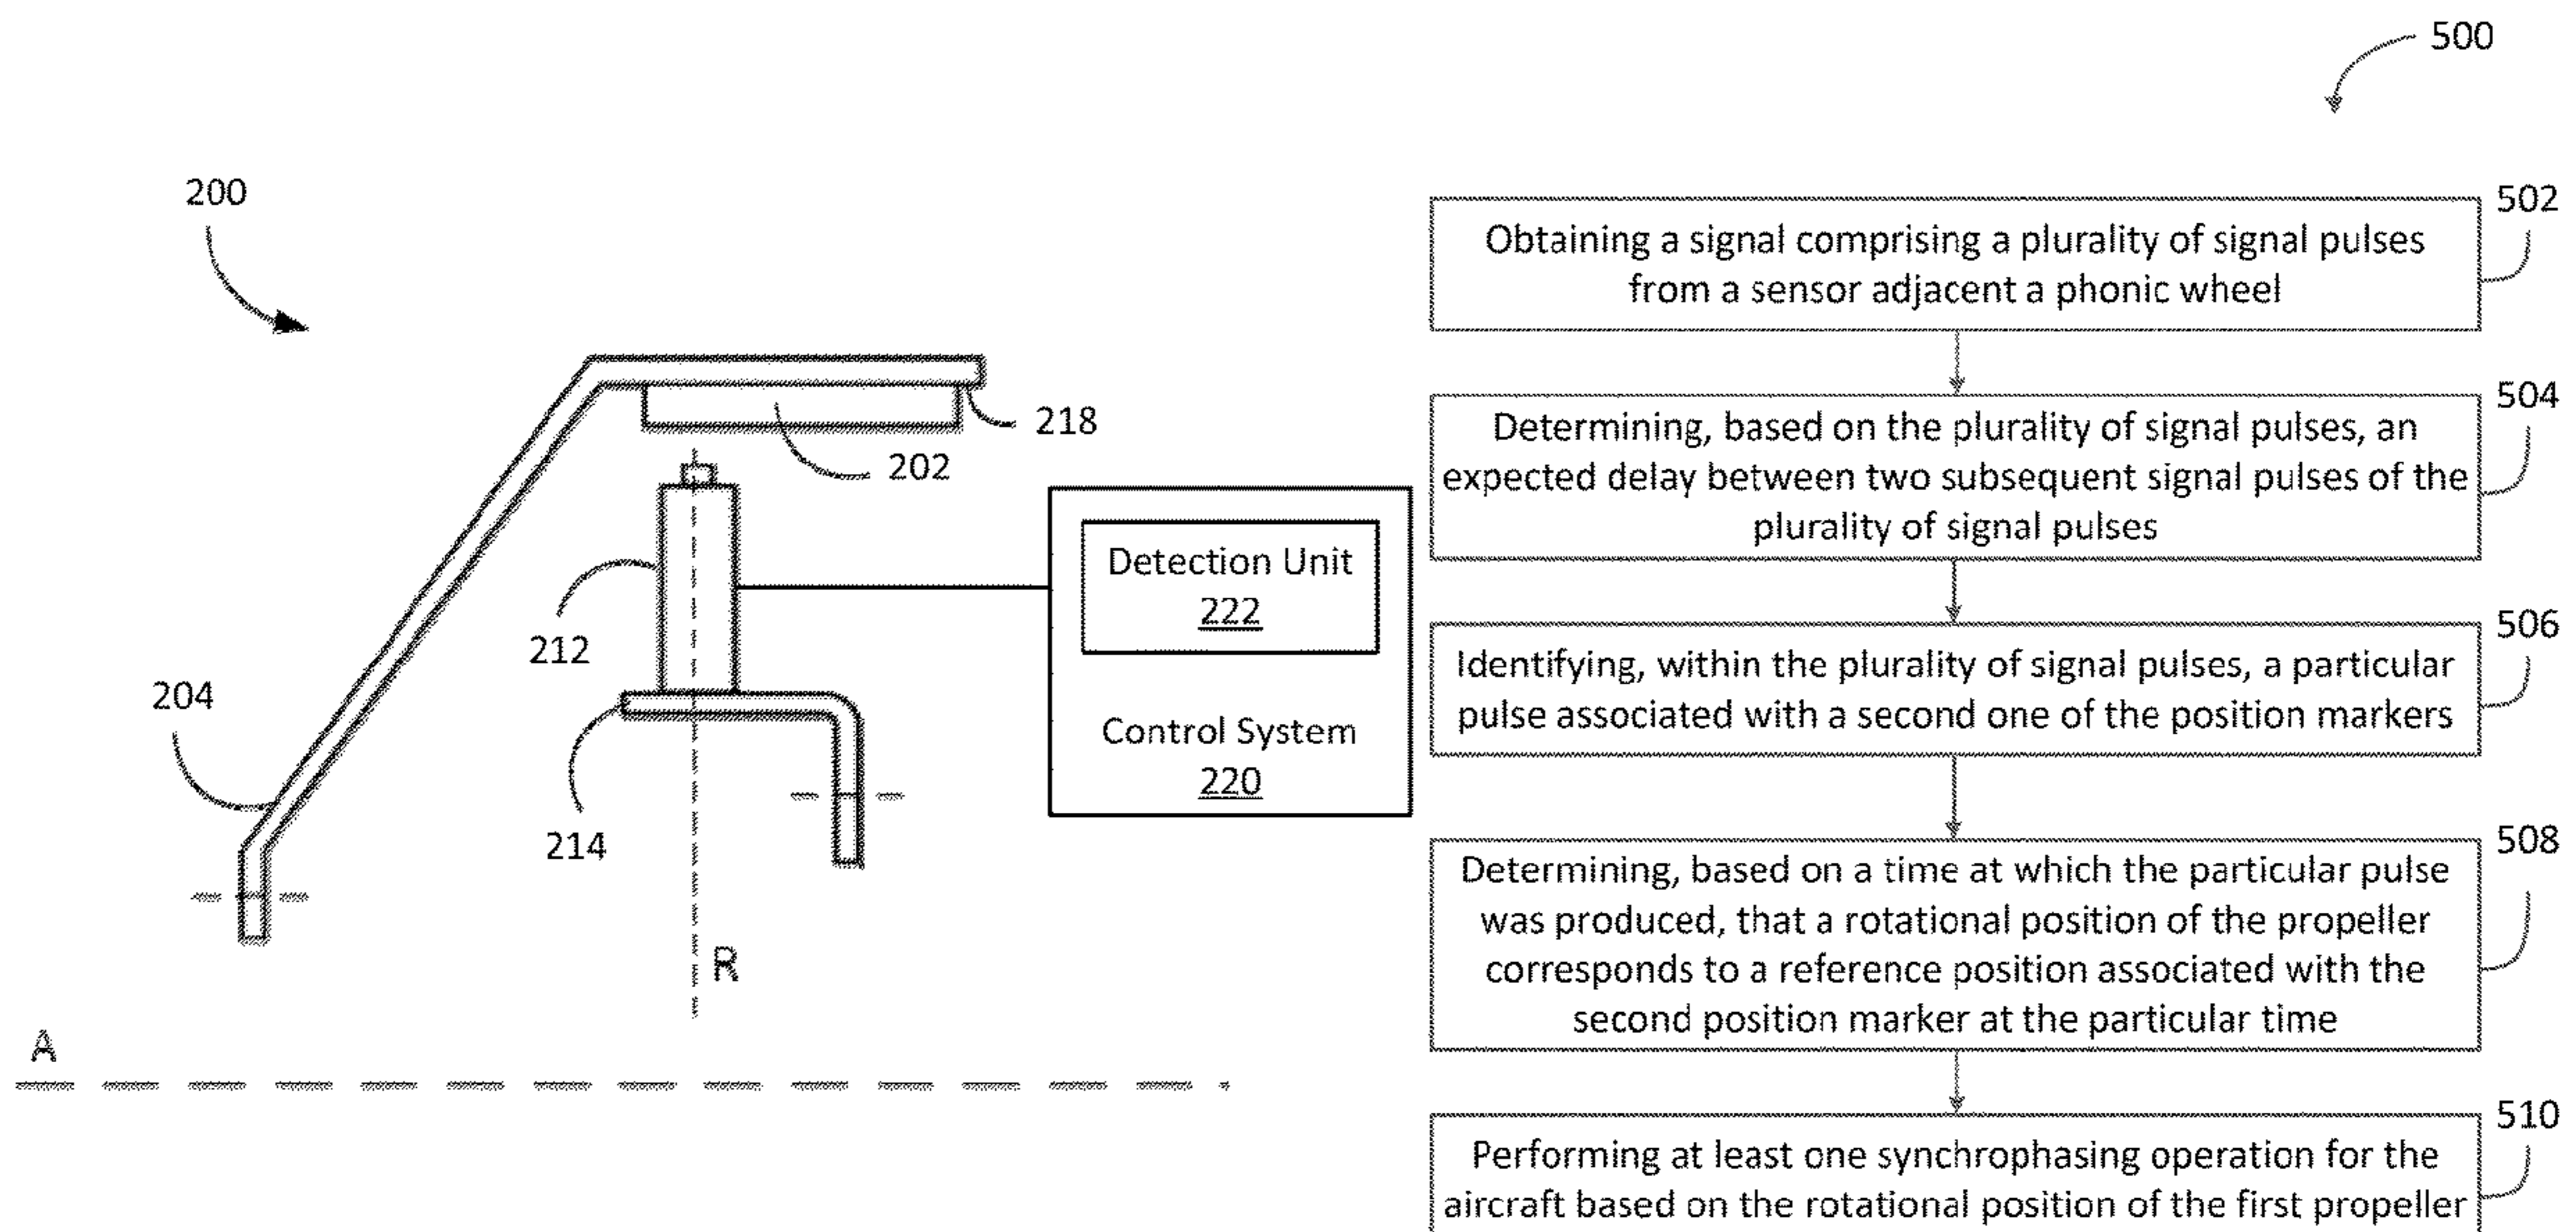 500
200
218
202
212
204
214
Detection Unit
222
Control System
220
R
A
502
Obtaining a signal comprising a plurality of signal pulses
from a sensor adjacent a phonic wheel
504
Determining, based on the plurality of signal pulses, an
expected delay between two subsequent signal pulses of the
plurality of signal pulses
506
Identifying, within the plurality of signal pulses, a particular
pulse associated with a second one of the position markers
508
Determining, based on a time at which the particular pulse
was produced, that a rotational position of the propeller
corresponds to a reference position associated with the
second position marker at the particular time
510
Performing at least one synchrophasing operation for the
aircraft based on the rotational position of the first propeller